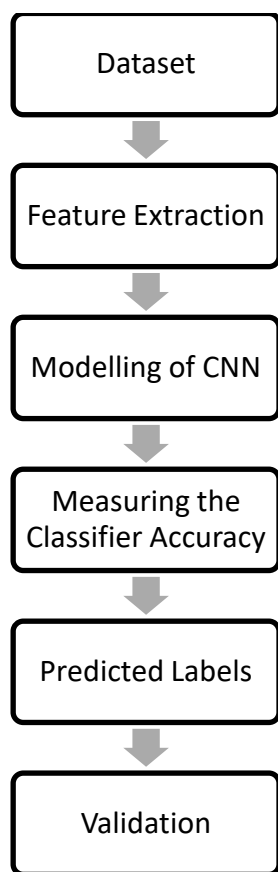 Dataset
Feature Extraction
Modelling of CNN
Measuring the
Classifier Accuracy
Predicted Labels
Validation